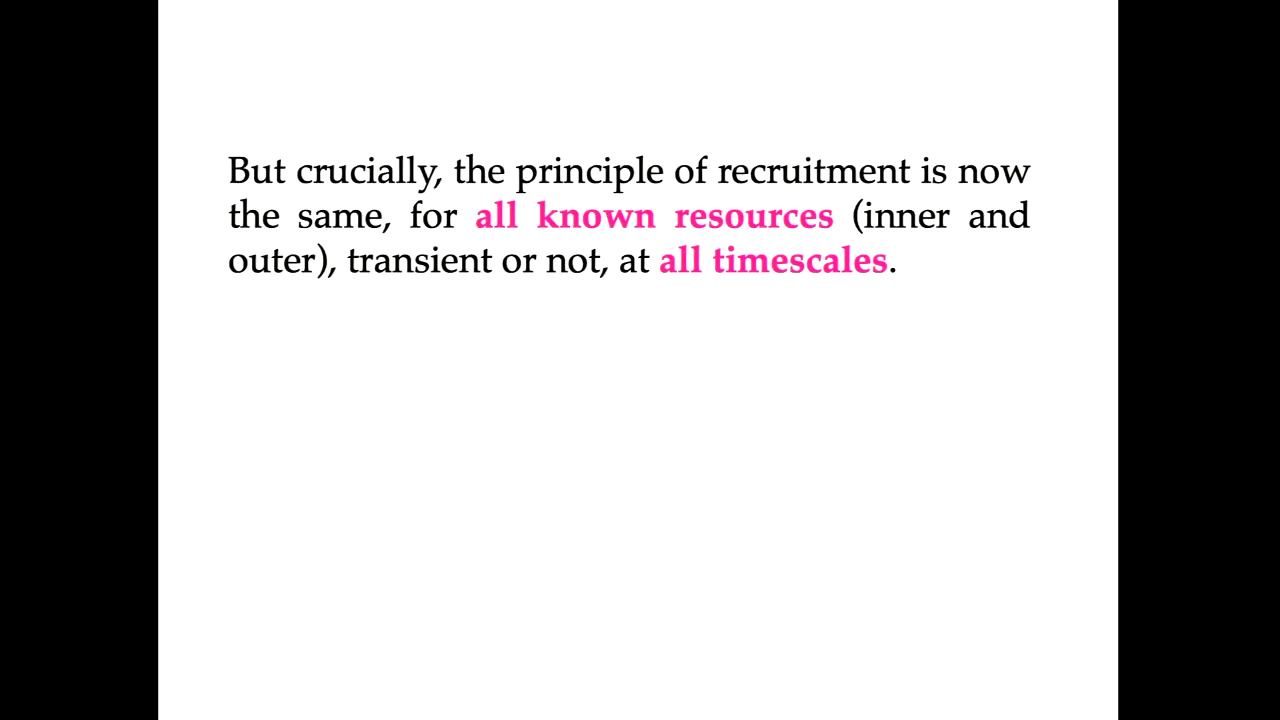 But crucially, the principle of recruitment is now
the same, for all known resources (inner and
outer), transient or not, at all timescales.